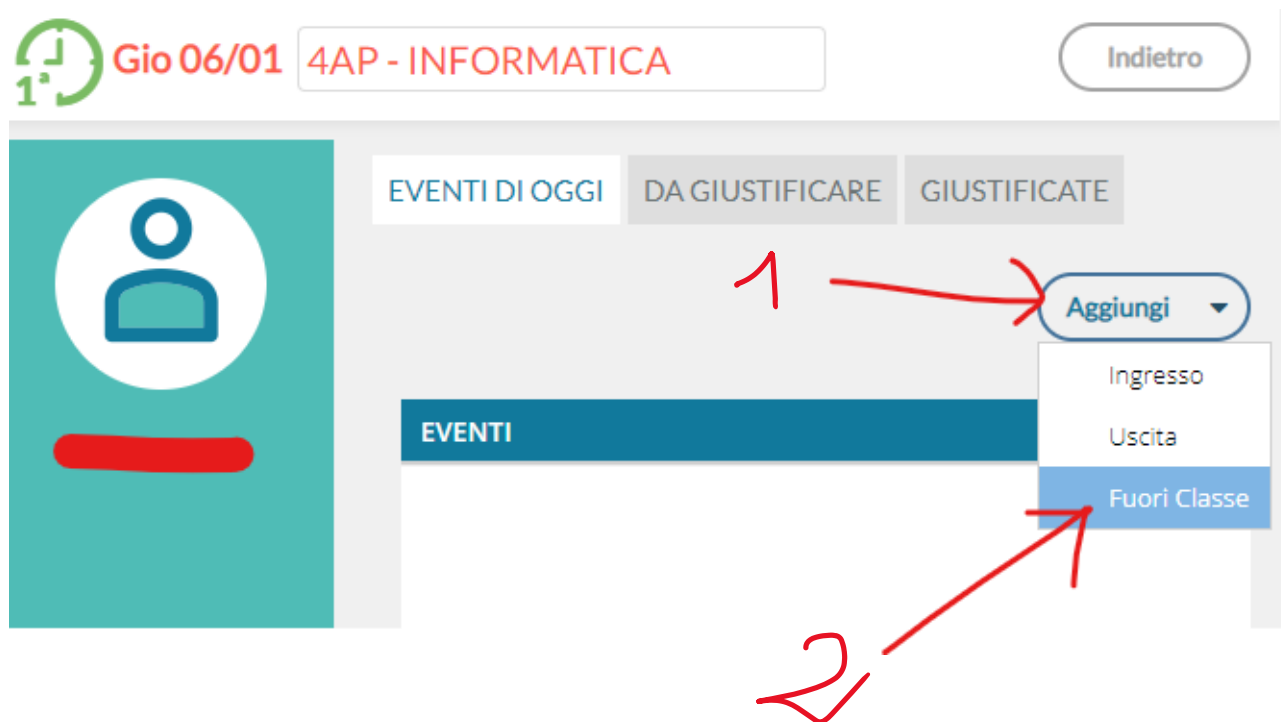 1ª Gio 06/01 4AP - INFORMATICA Indietro
EVENTI DI OGGI DA GIUSTIFICARE GIUSTIFICATE
1 Aggiungi
Ingresso
EVENTI
Uscita
Fuori Classe
2